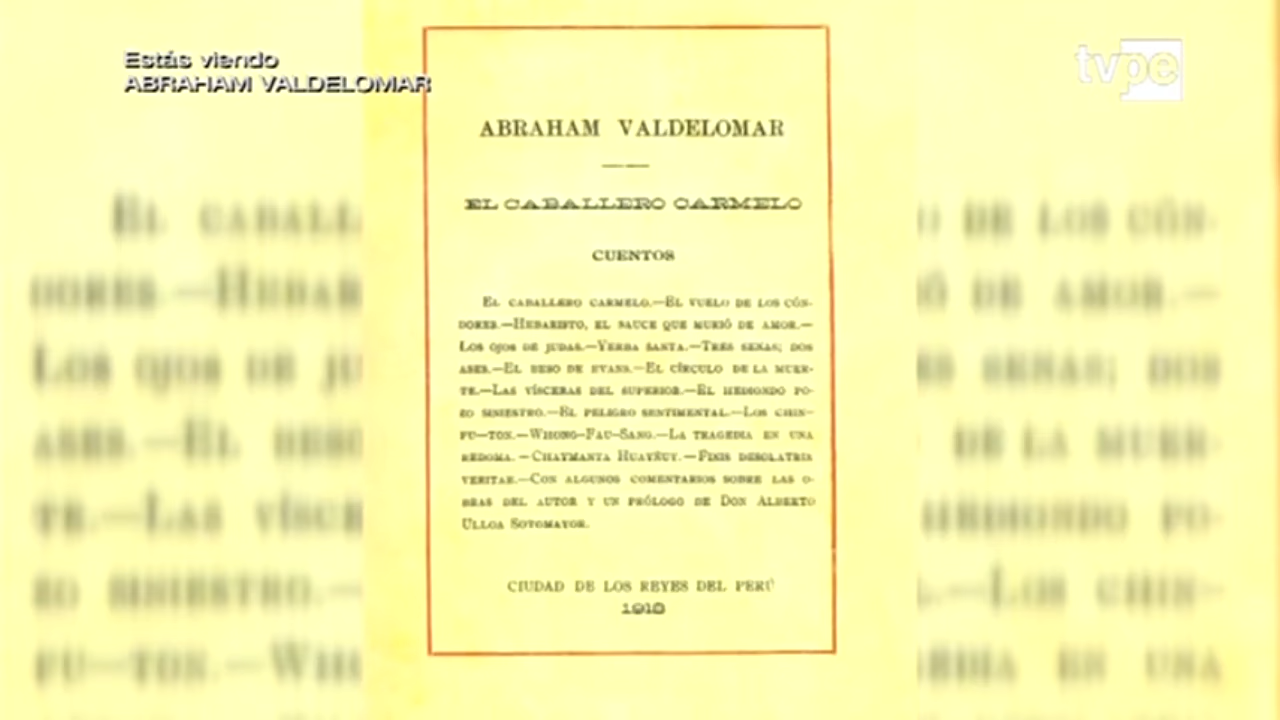 Estás viendo
ABRAHAM VALDELOMAR
tvpe
ABRAHAM VALDELOMAR
EL CABALLERO CARMELO
CUENTOS
EL CABALLERO CARMELO.—EL VUELO DE LOS CÓN-
DORES.—HEBARISTO, EL SAUCE QUE MURIÓ DE AMOR.—
LOS OJOS DE JUDAS.—YERBA SANTA.—TRES SENAS; DOS
ASES.—EL BESO DE EVANS.—EL CÍRCULO DE LA MUER-
TE.—LAS VÍSCERAS DEL SUPERIOR.—EL HEDIONDO PO-
ZO SINIESTRO.—EL PELIGRO SENTIMENTAL.—LOS CHIN-
FU-TON.—WHONG-FAU-SANG.—LA TRAGEDIA EN UNA
REDOMA.—CHAYMANTA HUAYÑUY.—FINIS DESOLATRIX
VERITAE.—CON ALGUNOS COMENTARIOS SOBRE LAS O-
BRAS DEL AUTOR Y UN PRÓLOGO DE DON ALBERTO
ULLOA SOTOMAYOR.
CIUDAD DE LOS REYES DEL PERÚ
1918